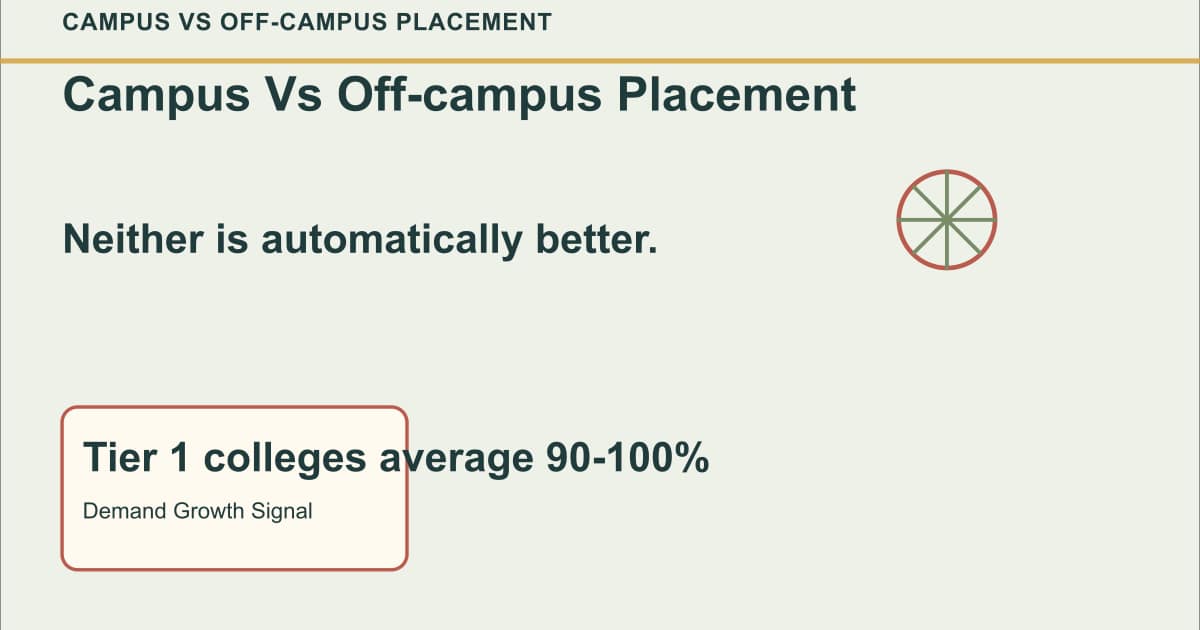 CAMPUS VS OFF-CAMPUS PLACEMENT
Campus Vs Off-campus Placement
Neither is automatically better.
Tier 1 colleges average 90-100%
Demand Growth Signal